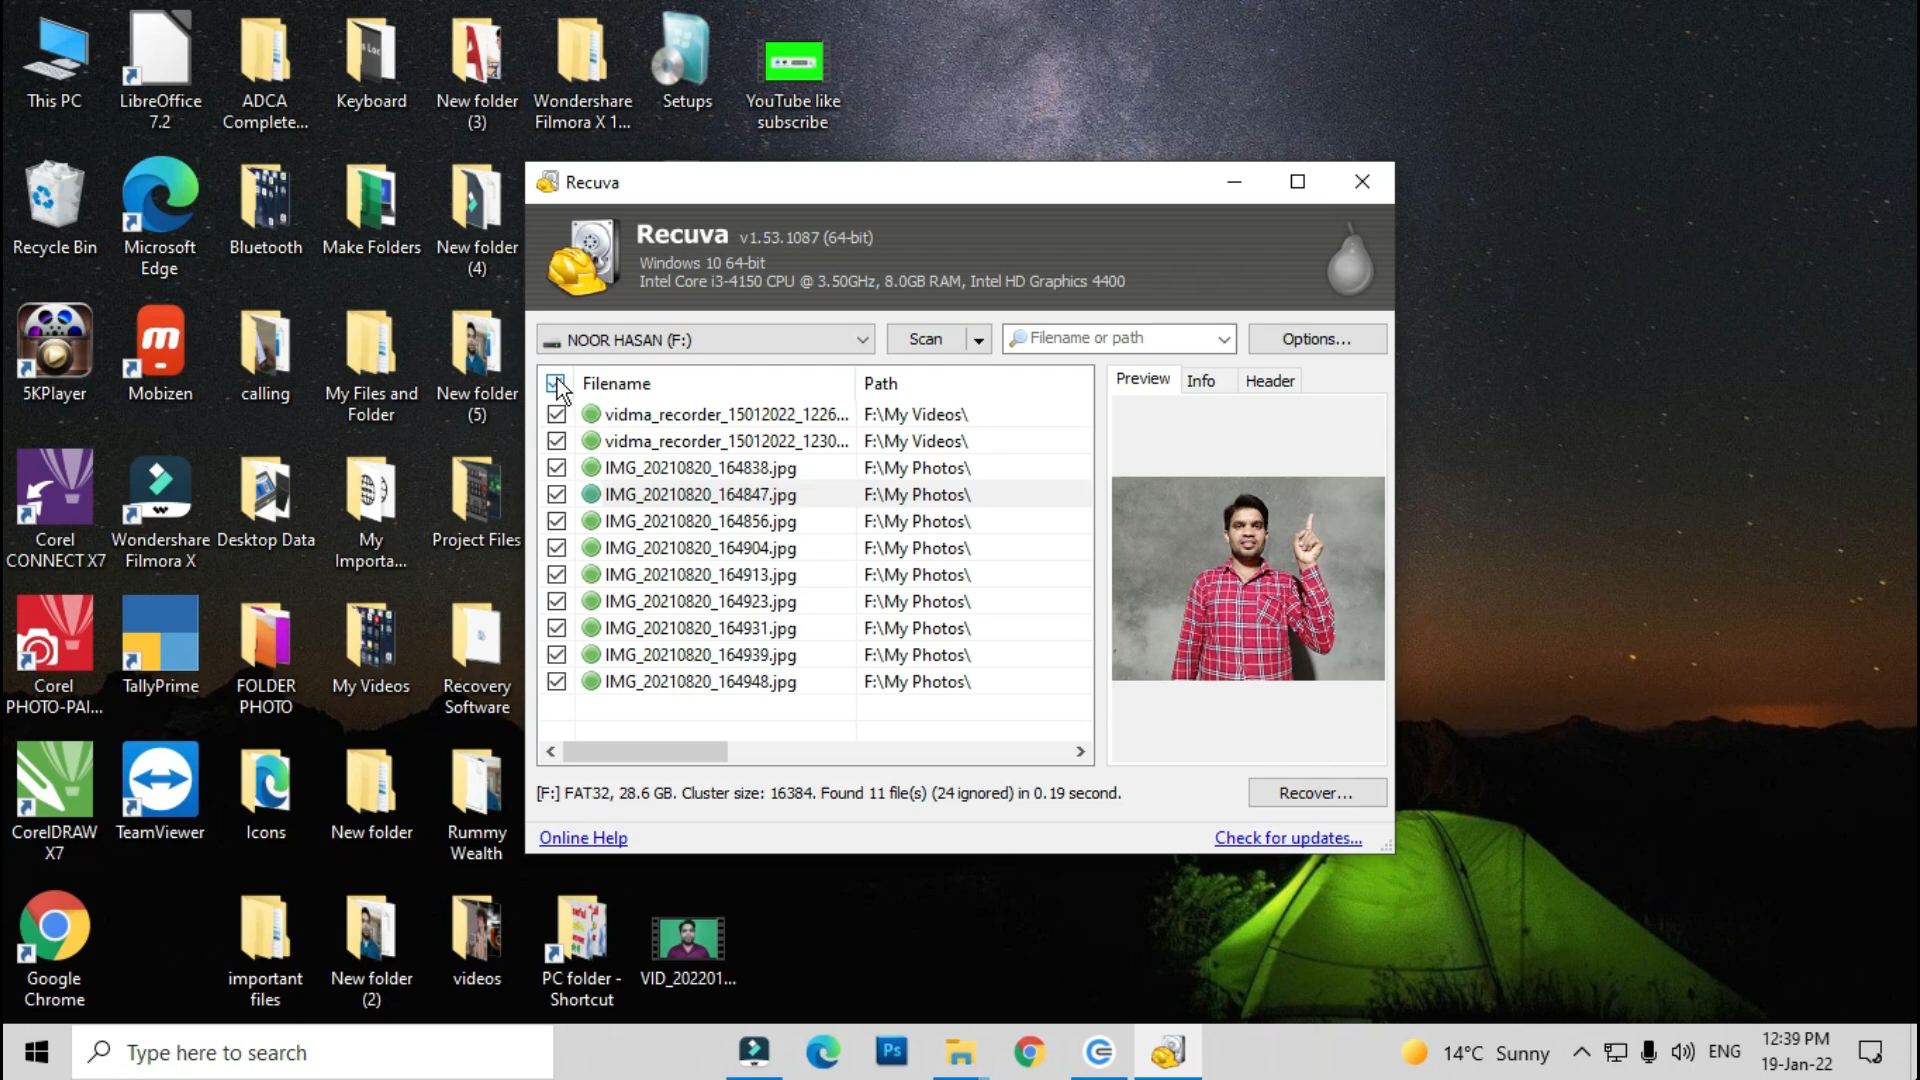 This PC
LibreOffice
7.2
ADCA
Complete...
Keyboard
New folder
(3)
Wondershare
Filmora X 1...
Setups
YouTube like
subscribe
Recycle Bin
Microsoft
Edge
Bluetooth
Make Folders
New folder
(4)
5KPlayer
Mobizen
calling
My Files and
Folder
New folder
(5)
Corel
CONNECT X7
Wondershare
Filmora X
Desktop Data
My
Importa...
Project Files
Corel
PHOTO-PAI...
TallyPrime
FOLDER
PHOTO
My Videos
Recovery
Software
CorelDRAW
X7
TeamViewer
Icons
New folder
Rummy
Wealth
Google
Chrome
important
files
New folder
(2)
videos
PC folder -
Shortcut
VID_202201...
Recuva
Recuva v1.53.1087 (64-bit)
Windows 10 64-bit
Intel Core i3-4150 CPU @ 3.50GHz, 8.0GB RAM, Intel HD Graphics 4400
NOOR HASAN (F:) Scan Filename or path Options...
Filename Path
vidma_recorder_15012022_1226... F:\My Videos\
vidma_recorder_15012022_1230... F:\My Videos\
IMG_20210820_164838.jpg F:\My Photos\
IMG_20210820_164847.jpg F:\My Photos\
IMG_20210820_164856.jpg F:\My Photos\
IMG_20210820_164904.jpg F:\My Photos\
IMG_20210820_164913.jpg F:\My Photos\
IMG_20210820_164923.jpg F:\My Photos\
IMG_20210820_164931.jpg F:\My Photos\
IMG_20210820_164939.jpg F:\My Photos\
IMG_20210820_164948.jpg F:\My Photos\
Preview Info Header
[F:] FAT32, 28.6 GB. Cluster size: 16384. Found 11 file(s) (24 ignored) in 0.19 second.
Recover...
Online Help
Check for updates...
Type here to search
Ps
14°C Sunny
ENG
12:39 PM
19-Jan-22